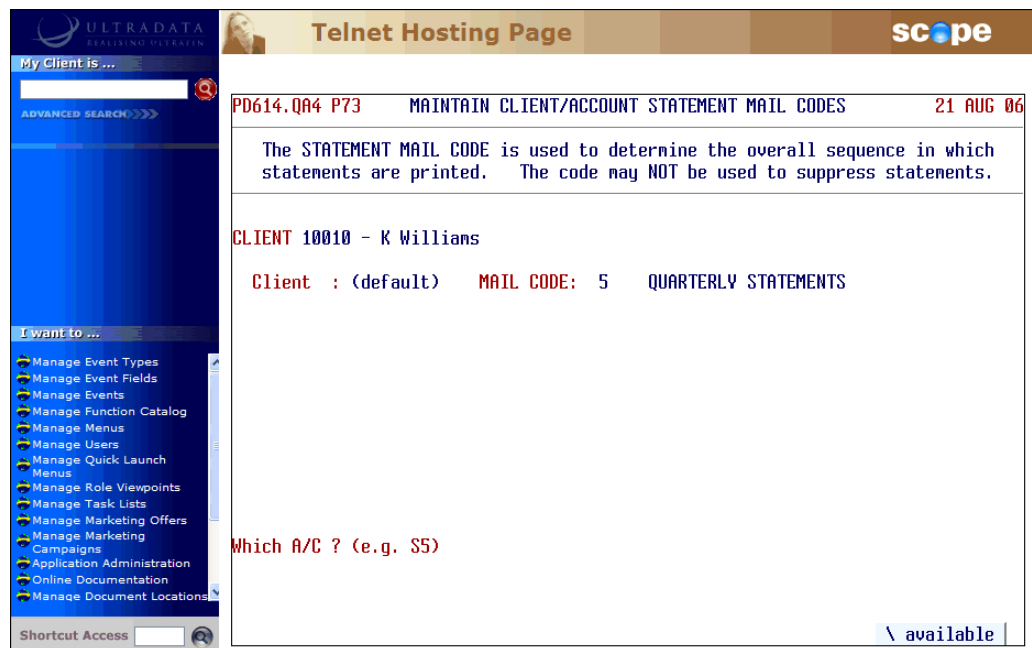 ULTRADATA
REALISING ULTRAFIN
My Client is ...
ADVANCED SEARCH
I want to ...
Manage Event Types
Manage Event Fields
Manage Events
Manage Function Catalog
Manage Menus
Manage Users
Manage Quick Launch
Menus
Manage Role Viewpoints
Manage Task Lists
Manage Marketing Offers
Manage Marketing
Campaigns
Application Administration
Online Documentation
Manage Document Locations
Shortcut Access
Telnet Hosting Page
scope
PD614.QA4 P73 MAINTAIN CLIENT/ACCOUNT STATEMENT MAIL CODES 21 AUG 06
The STATEMENT MAIL CODE is used to determine the overall sequence in which
statements are printed. The code may NOT be used to suppress statements.
CLIENT 10010 - K Williams
Client : (default) MAIL CODE: 5 QUARTERLY STATEMENTS
Which A/C ? (e.g. S5)
\ available